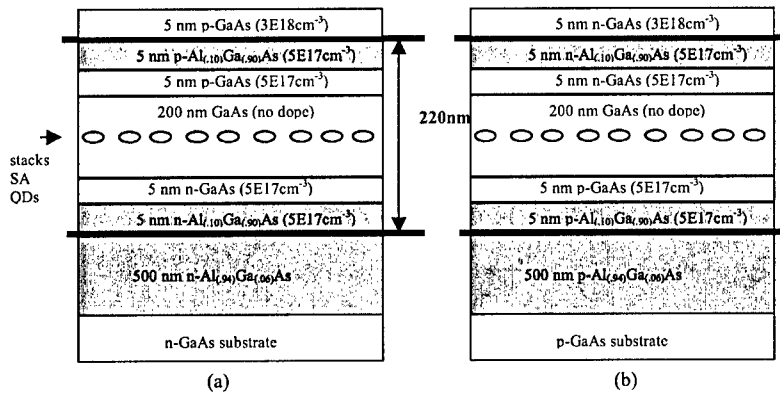 5 nm p-GaAs (3E18cm⁻³)
5 nm p-Al(.10)Ga(.90)As (5E17cm⁻³)
5 nm p-GaAs (5E17cm⁻³)
200 nm GaAs (no dope)
stacks
SA
QDs
5 nm n-GaAs (5E17cm⁻³)
5 nm n-Al(.10)Ga(.90)As (5E17cm⁻³)
500 nm n-Al(.94)Ga(.06)As
n-GaAs substrate
(a)
220nm
5 nm n-GaAs (3E18cm⁻³)
5 nm n-Al(.10)Ga(.90)As (5E17cm⁻³)
5 nm n-GaAs (5E17cm⁻³)
200 nm GaAs (no dope)
5 nm p-GaAs (5E17cm⁻³)
5 nm p-Al(.10)Ga(.90)As (5E17cm⁻³)
500 nm p-Al(.94)Ga(.06)As
p-GaAs substrate
(b)